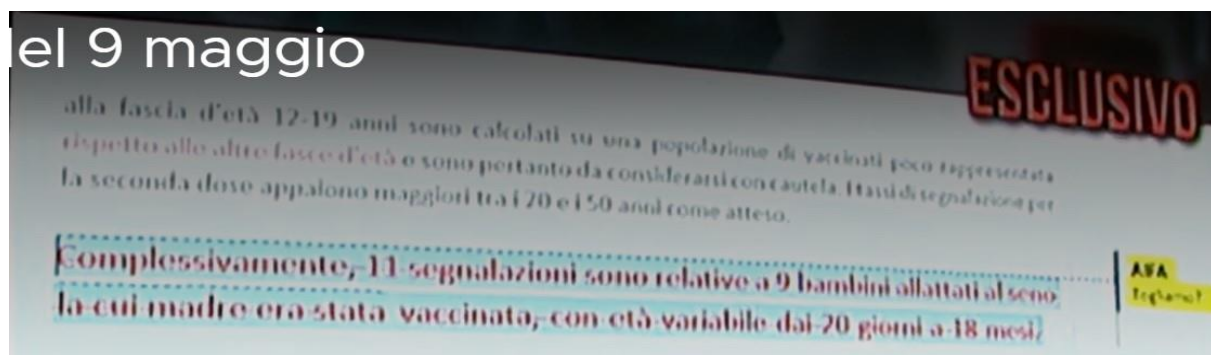 del 9 maggio
ESCLUSIVO
alla fascia d'età 12-19 anni sono calcolati su una popolazione di vaccinati poco rappresentata
rispetto alle altre fasce d'età e sono pertanto da considerarsi con cautela. I tassi di segnalazione per
la seconda dose appaiono maggiori tra i 20 e i 50 anni come atteso.
Complessivamente, 11 segnalazioni sono relative a 9 bambini allattati al seno
la cui madre era stata vaccinata, con età variabile dai 20 giorni a 18 mesi.